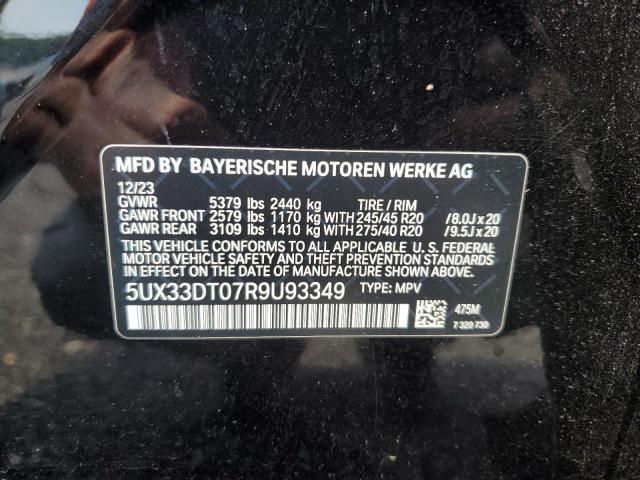 MFD BY BAYERISCHE MOTOREN WERKE AG
12/23
GVWR 5379 lbs 2440 kg TIRE / RIM
GAWR FRONT 2579 lbs 1170 kg WITH 245/45 R20 /8.0J x 20
GAWR REAR 3109 lbs 1410 kg WITH 275/40 R20 /9.5J x 20
THIS VEHICLE CONFORMS TO ALL APPLICABLE U. S. FEDERAL
MOTOR VEHICLE SAFETY AND THEFT PREVENTION STANDARDS
IN EFFECT ON THE DATE OF MANUFACTURE SHOWN ABOVE.
5UX33DT07R9U93349 TYPE: MPV
475M
7 320 730